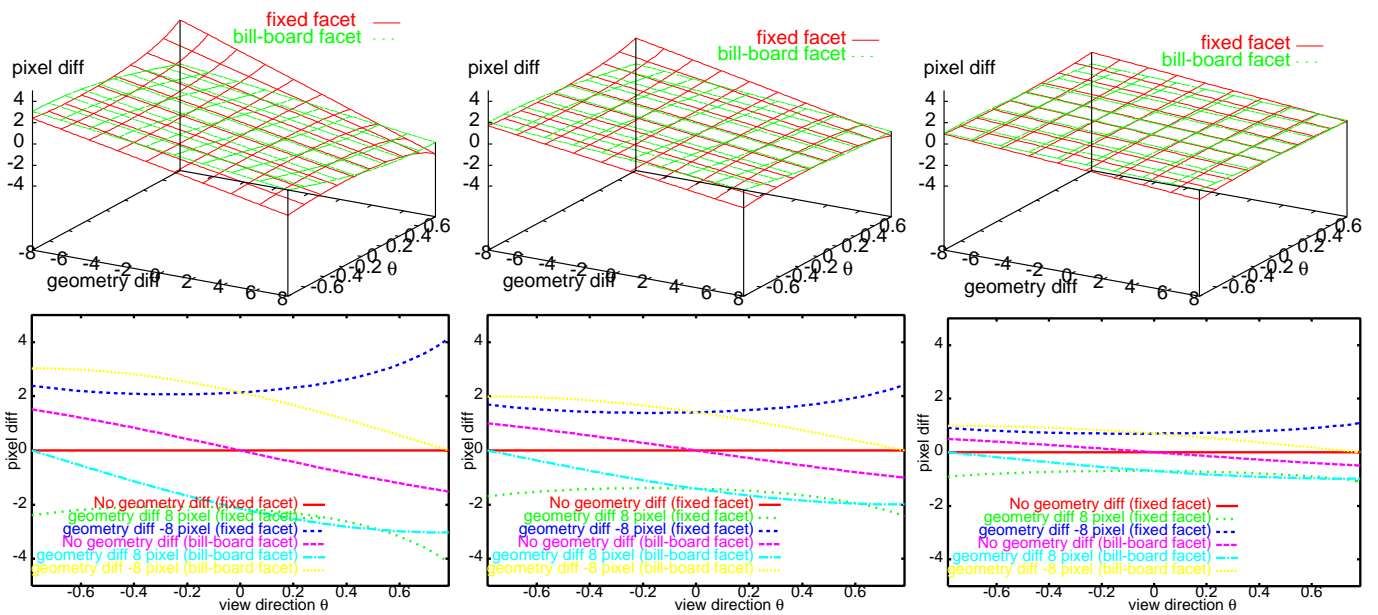 fixed facet
bill-board facet
pixel diff
4
2
0
-2
-4
-8
-6
-4
-2
0
2
4
6
8
geometry diff
-0.6
-0.4
-0.2
0
0.2
0.4
0.6
θ
fixed facet
bill-board facet
pixel diff
4
2
0
-2
-4
-8
-6
-4
-2
0
2
4
6
8
geometry diff
-0.6
-0.4
-0.2
0
0.2
0.4
0.6
θ
fixed facet
bill-board facet
pixel diff
4
2
0
-2
-4
-8
-6
-4
-2
0
2
4
6
8
geometry diff
-0.6
-0.4
-0.2
0
0.2
0.4
0.6
θ
4
2
0
-2
-4
pixel diff
No geometry diff (fixed facet)
geometry diff 8 pixel (fixed facet)
geometry diff -8 pixel (fixed facet)
No geometry diff (bill-board facet)
geometry diff 8 pixel (bill-board facet)
geometry diff -8 pixel (bill-board facet)
-0.6 -0.4 -0.2 0 0.2 0.4 0.6
view direction θ
4
2
0
-2
-4
pixel diff
No geometry diff (fixed facet)
geometry diff 8 pixel (fixed facet)
geometry diff -8 pixel (fixed facet)
No geometry diff (bill-board facet)
geometry diff 8 pixel (bill-board facet)
geometry diff -8 pixel (bill-board facet)
-0.6 -0.4 -0.2 0 0.2 0.4 0.6
view direction θ
4
2
0
-2
-4
pixel diff
No geometry diff (fixed facet)
geometry diff 8 pixel (fixed facet)
geometry diff -8 pixel (fixed facet)
No geometry diff (bill-board facet)
geometry diff 8 pixel (bill-board facet)
geometry diff -8 pixel (bill-board facet)
-0.6 -0.4 -0.2 0 0.2 0.4 0.6
view direction θ